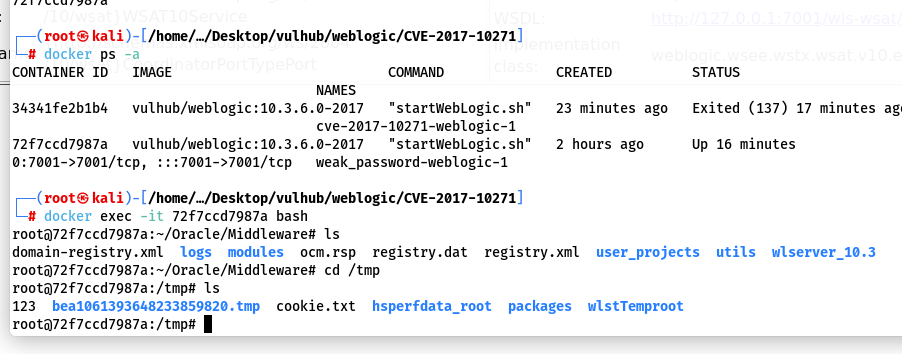 72f7ccd7987a
/10/wsat}WSAT10Service
WSDL:
http://127.0.0.1:7001/wls-wsat/
┌──(root㉿kali)-[/home/…/Desktop/vulhub/weblogic/CVE-2017-10271]
implementation
└─# docker ps -a
class:
weblogic.wsee.wstx.wsat.v10.e
}CoordinatorPortTypePort
CONTAINER ID   IMAGE                           COMMAND              CREATED          STATUS
NAMES
34341fe2b1b4   vulhub/weblogic:10.3.6.0-2017   "startWebLogic.sh"   23 minutes ago   Exited (137) 17 minutes ago
cve-2017-10271-weblogic-1
72f7ccd7987a   vulhub/weblogic:10.3.6.0-2017   "startWebLogic.sh"   2 hours ago      Up 16 minutes
0:7001->7001/tcp, :::7001->7001/tcp   weak_password-weblogic-1
┌──(root㉿kali)-[/home/…/Desktop/vulhub/weblogic/CVE-2017-10271]
└─# docker exec -it 72f7ccd7987a bash
root@72f7ccd7987a:~/Oracle/Middleware# ls
domain-registry.xml  logs  modules  ocm.rsp  registry.dat  registry.xml  user_projects  utils  wlserver_10.3
root@72f7ccd7987a:~/Oracle/Middleware# cd /tmp
root@72f7ccd7987a:/tmp# ls
123  bea1061393648233859820.tmp  cookie.txt  hsperfdata_root  packages  wlstTemproot
root@72f7ccd7987a:/tmp#